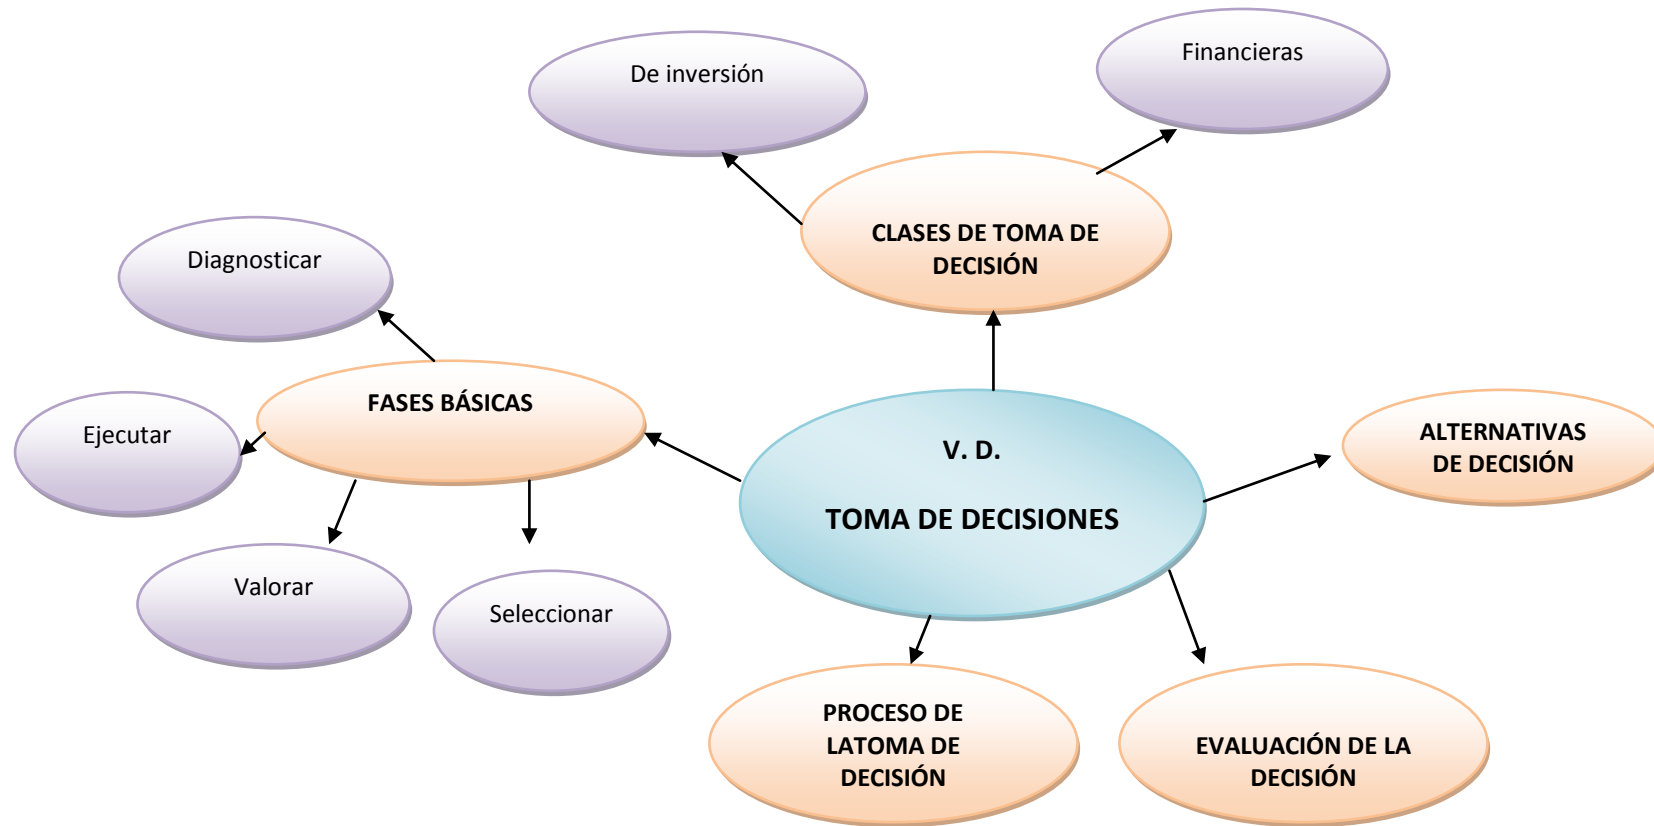 Financieras
De inversión
CLASES DE TOMA DE
DECISIÓN
Diagnosticar
FASES BÁSICAS
Ejecutar
ALTERNATIVAS
DE DECISIÓN
V. D.
TOMA DE DECISIONES
Valorar
Seleccionar
PROCESO DE
LATOMA DE
DECISIÓN
EVALUACIÓN DE LA
DECISIÓN